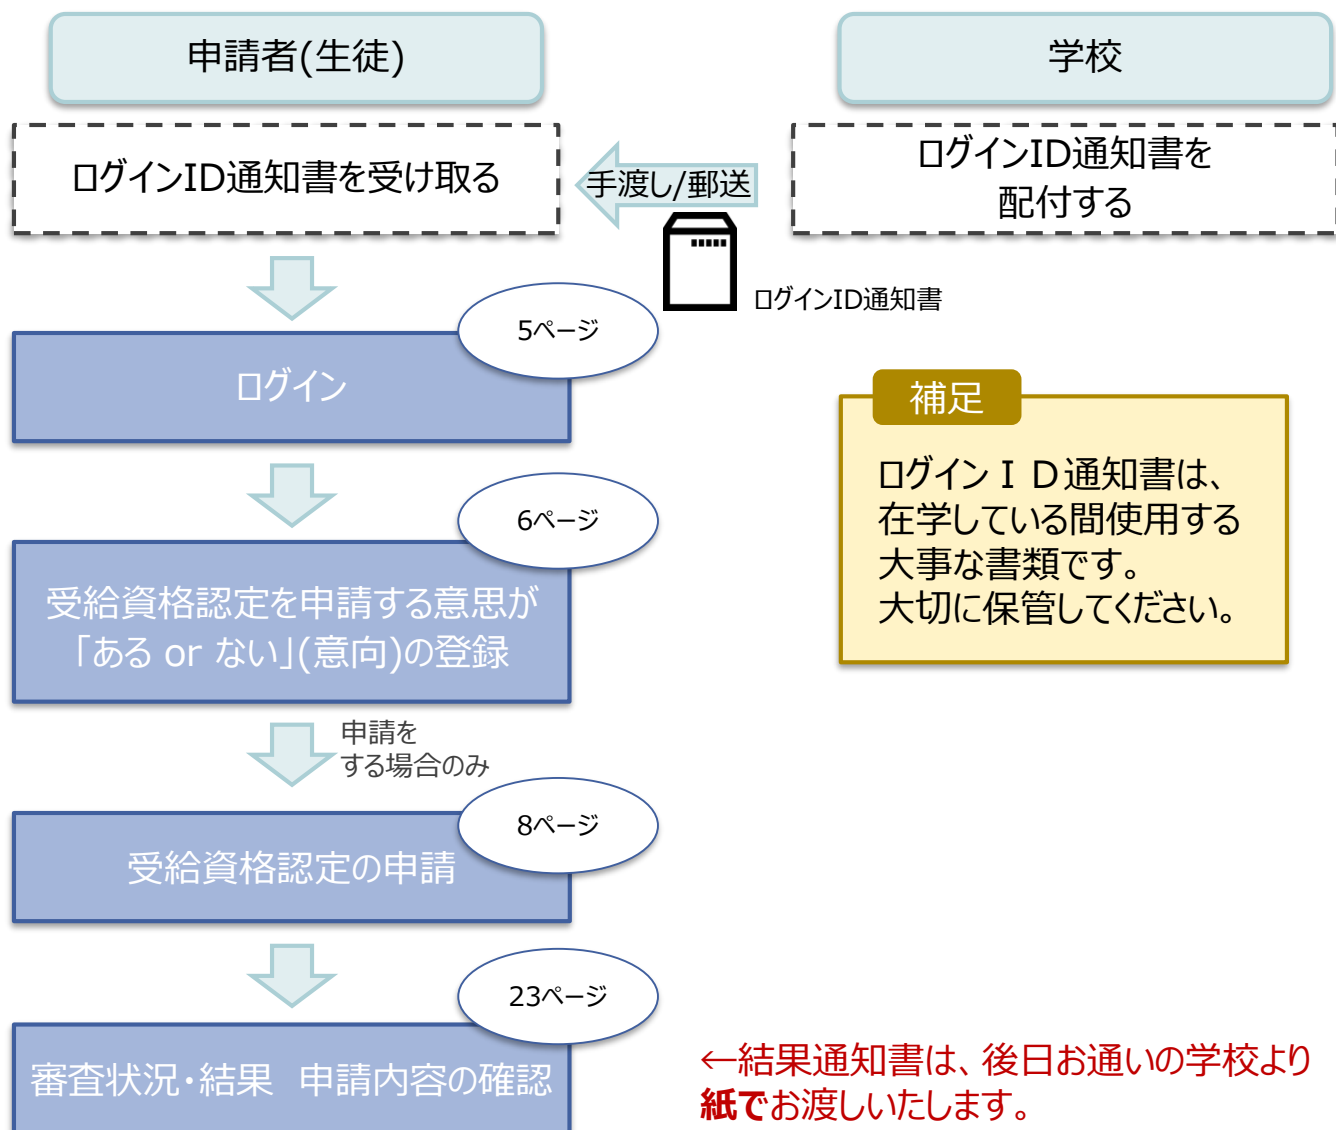 申請者(生徒)
学校
ログインID通知書を受け取る
手渡し/郵送
ログインID通知書を
配付する
ログインID通知書
5ページ
ログイン
補足
ログインＩＤ通知書は、
在学している間使用する
大事な書類です。
大切に保管してください。
6ページ
受給資格認定を申請する意思が
「ある or ない」(意向)の登録
申請を
する場合のみ
8ページ
受給資格認定の申請
23ページ
審査状況・結果　申請内容の確認
←結果通知書は、後日お通いの学校より
紙でお渡しいたします。